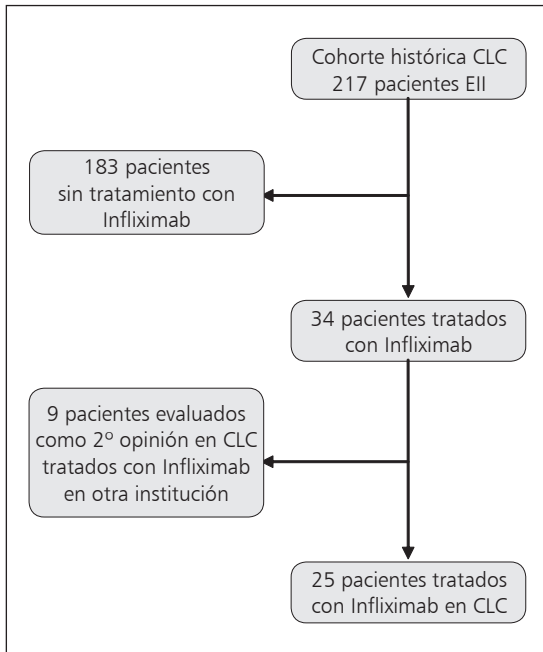 Cohorte histórica CLC
217 pacientes EII
183 pacientes
sin tratamiento con
Infliximab
34 pacientes tratados
con Infliximab
9 pacientes evaluados
como 2º opinión en CLC
tratados con Infliximab
en otra institución
25 pacientes tratados
con Infliximab en CLC